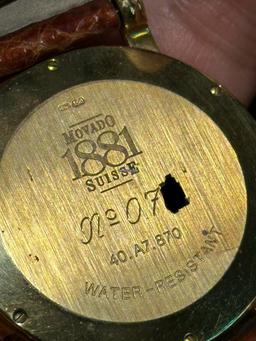 MOVADO
1881
SUISSE
No 07
40.A7.870
WATER-RESISTANT